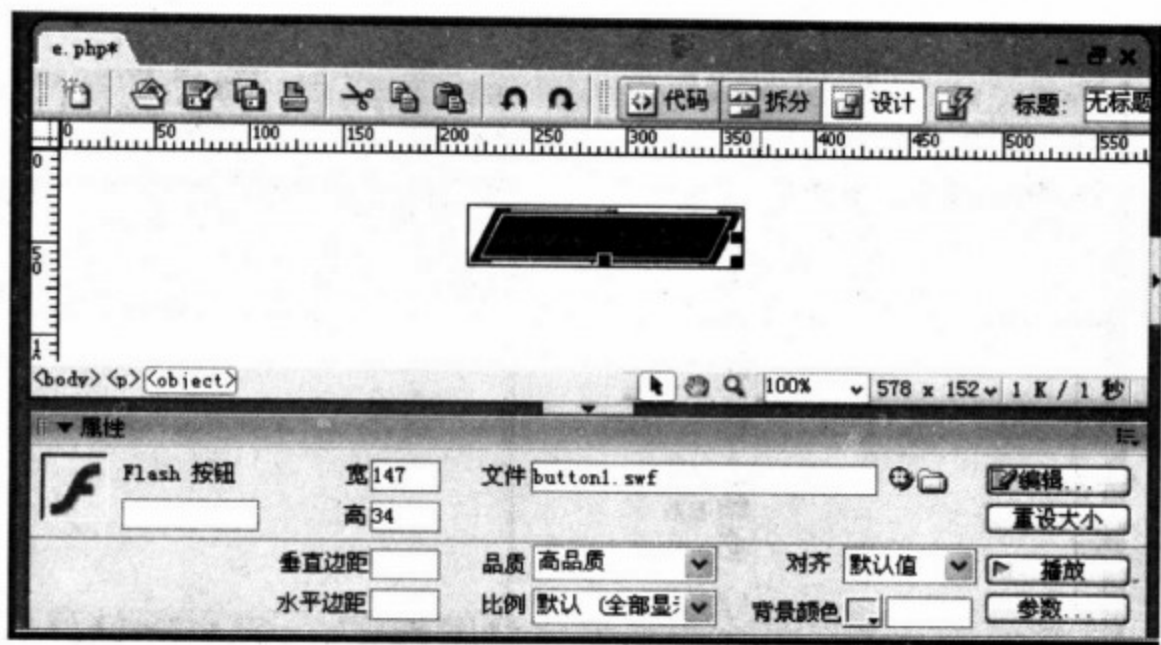 e.php*
代码 拆分 设计 标题: 无标题
0 50 100 150 200 250 300 350 400 450 500 550
0
50
<body> <p> <object> 100% 578 x 152 1 K / 1 秒
属性
Flash 按钮 宽 147 文件 button1.swf 编辑...
高 34 重设大小
垂直边距 品质 高品质 对齐 默认值 播放
水平边距 比例 默认 (全部显 背景颜色 参数...